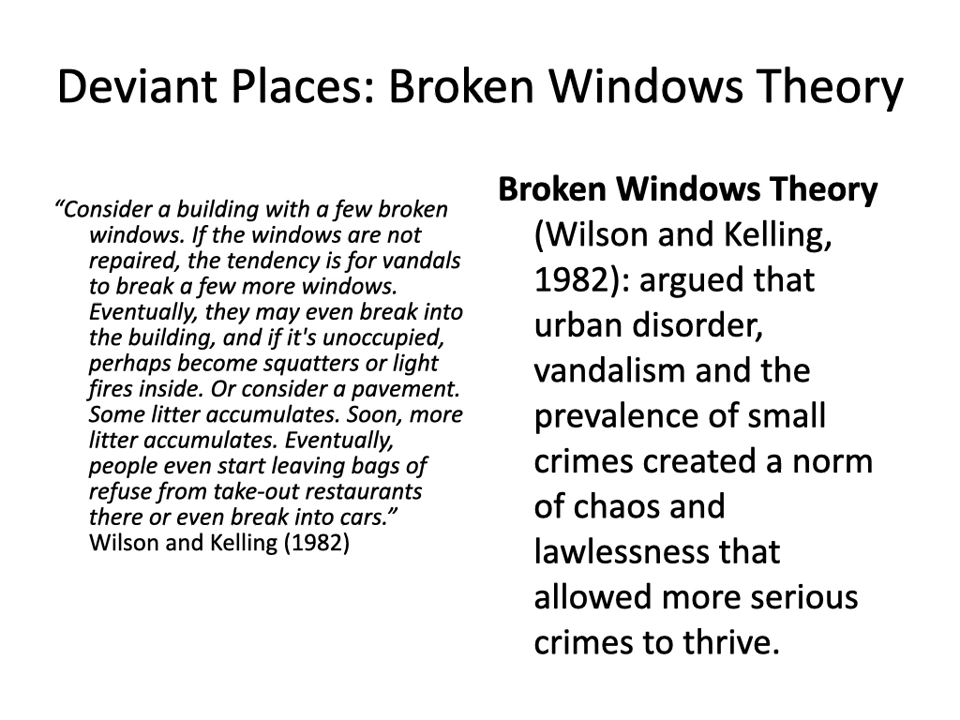 Deviant Places: Broken Windows Theory
“Consider a building with a few broken
windows. If the windows are not
repaired, the tendency is for vandals
to break a few more windows.
Eventually, they may even break into
the building, and if it's unoccupied,
perhaps become squatters or light
fires inside. Or consider a pavement.
Some litter accumulates. Soon, more
litter accumulates. Eventually,
people even start leaving bags of
refuse from take-out restaurants
there or even break into cars.”
Wilson and Kelling (1982)
Broken Windows Theory
(Wilson and Kelling,
1982): argued that
urban disorder,
vandalism and the
prevalence of small
crimes created a norm
of chaos and
lawlessness that
allowed more serious
crimes to thrive.